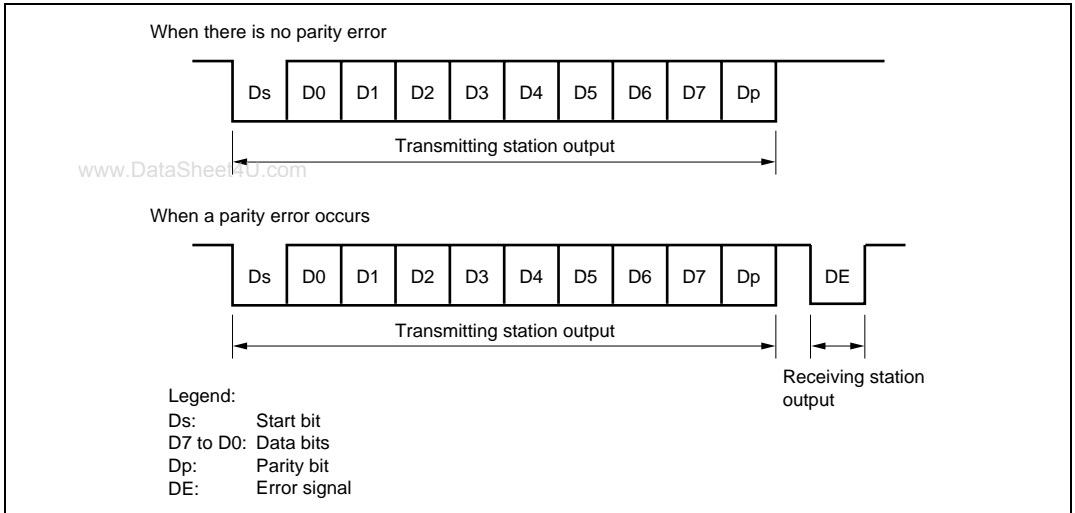 When there is no parity error
Ds D0 D1 D2 D3 D4 D5 D6 D7 Dp
Transmitting station output
www.DataSheet4U.com
When a parity error occurs
Ds D0 D1 D2 D3 D4 D5 D6 D7 Dp DE
Transmitting station output
Receiving station
output
Legend:
Ds: Start bit
D7 to D0: Data bits
Dp: Parity bit
DE: Error signal